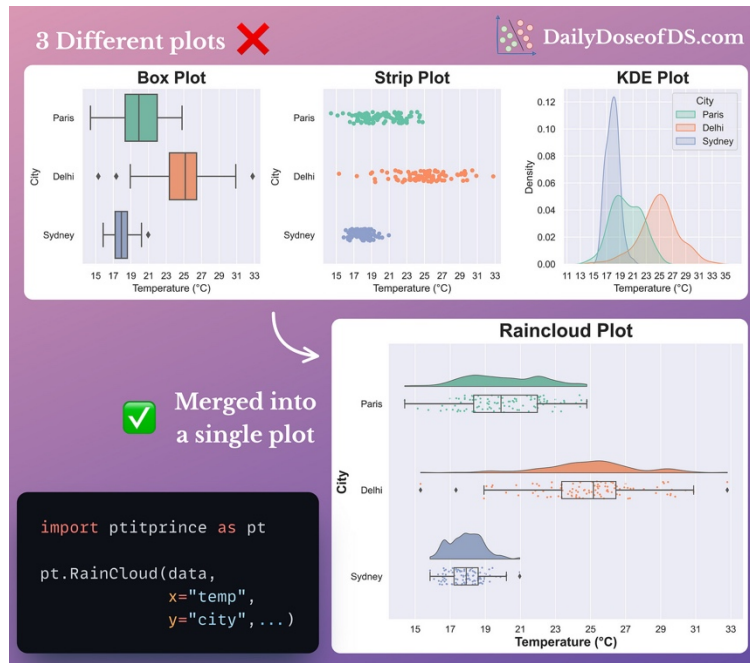 3 Different plots ❌
DailyDoseofDS.com
Box Plot
Paris
Delhi
Sydney
City
15 17 19 21 23 25 27 29 31 33
Temperature (°C)
Strip Plot
Paris
Delhi
Sydney
City
15 17 19 21 23 25 27 29 31 33
Temperature (°C)
KDE Plot
City
Paris
Delhi
Sydney
0.12
0.10
0.08
0.06
0.04
0.02
0.00
Density
11 13 15 17 19 21 23 25 27 29 31 33 35
Temperature (°C)
Raincloud Plot
Paris
Delhi
Sydney
City
15 17 19 21 23 25 27 29 31 33
Temperature (°C)
✅ Merged into
a single plot
import ptitprince as pt
pt.RainCloud(data,
x="temp",
y="city",...)